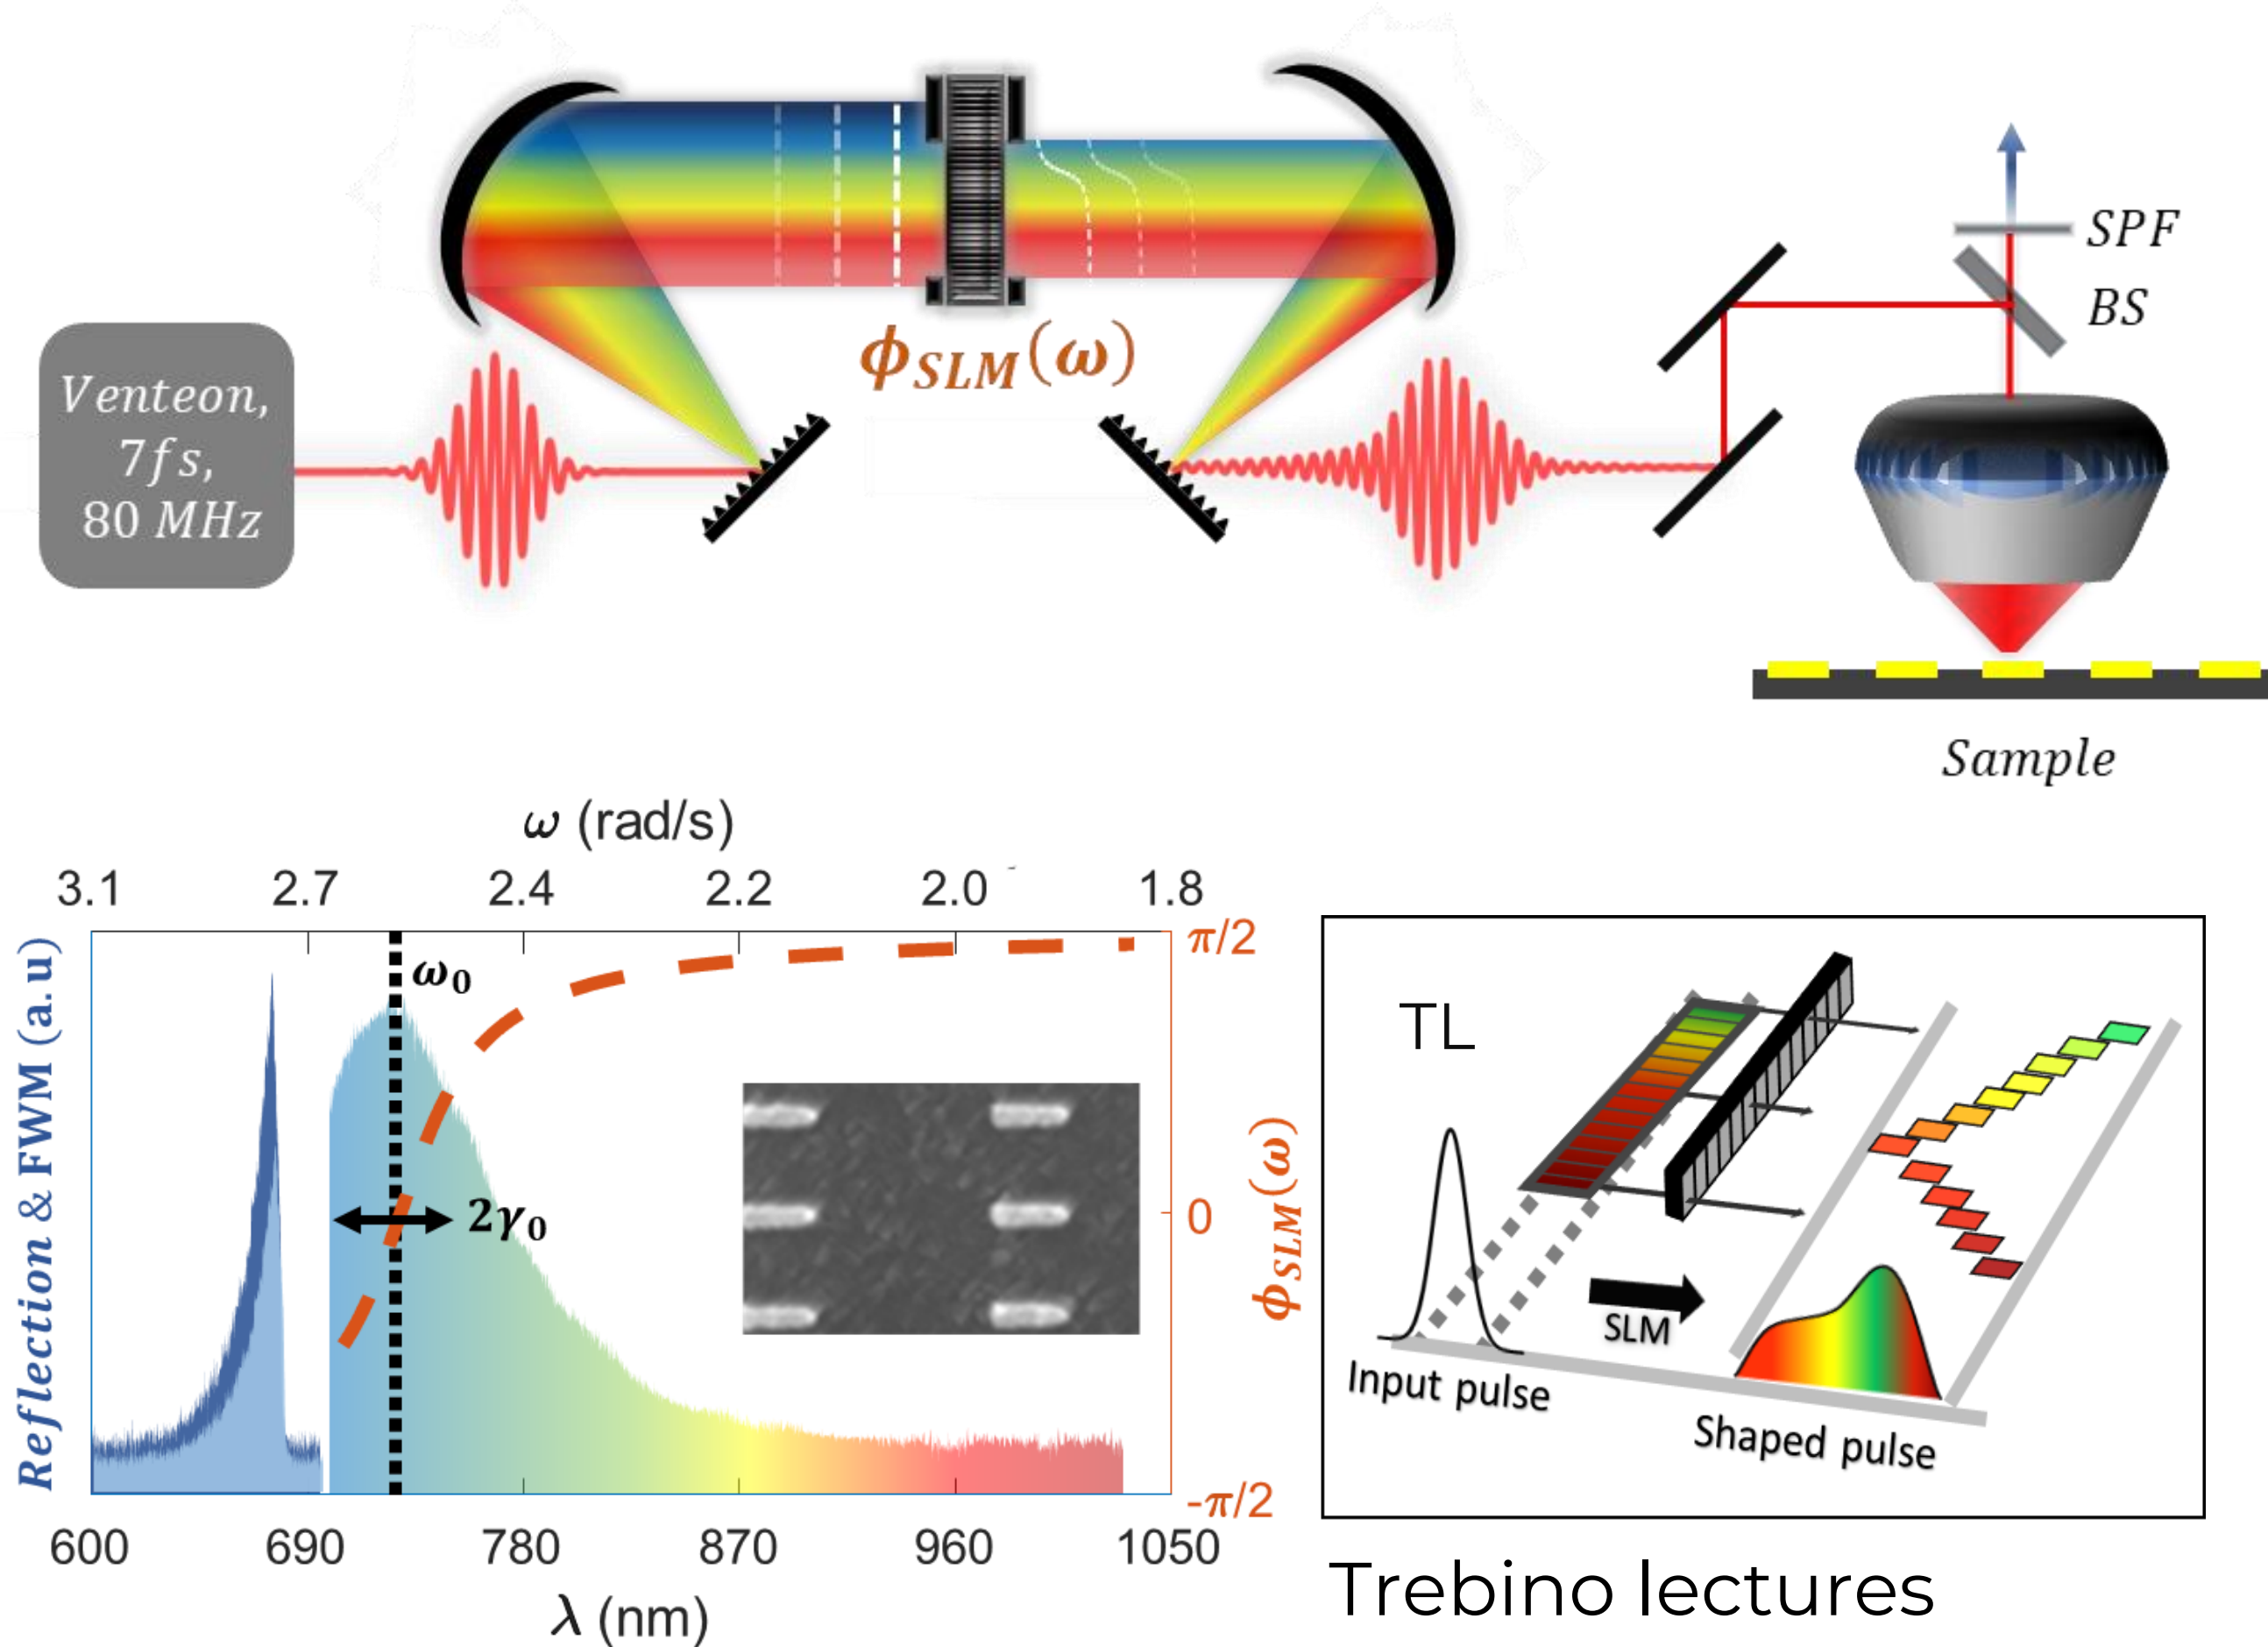 SPF
BS
ϕ_SLM(ω)
Venteon,
7fs,
80 MHz
Sample
ω (rad/s)
3.1 2.7 2.4 2.2 2.0 1.8
Reflection & FWM (a.u)
ω₀
2γ₀
π/2
0
-π/2
ϕ_SLM(ω)
600 690 780 870 960 1050
λ (nm)
TL
SLM
Input pulse
Shaped pulse
Trebino lectures